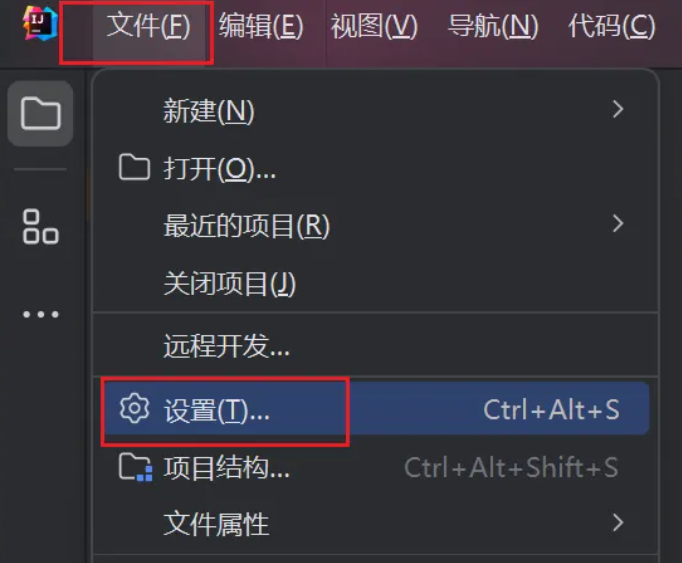 IJ 文件(F) 编辑(E) 视图(V) 导航(N) 代码(C)
新建(N)
打开(O)...
最近的项目(R)
关闭项目(J)
远程开发...
设置(T)... Ctrl+Alt+S
项目结构... Ctrl+Alt+Shift+S
文件属性